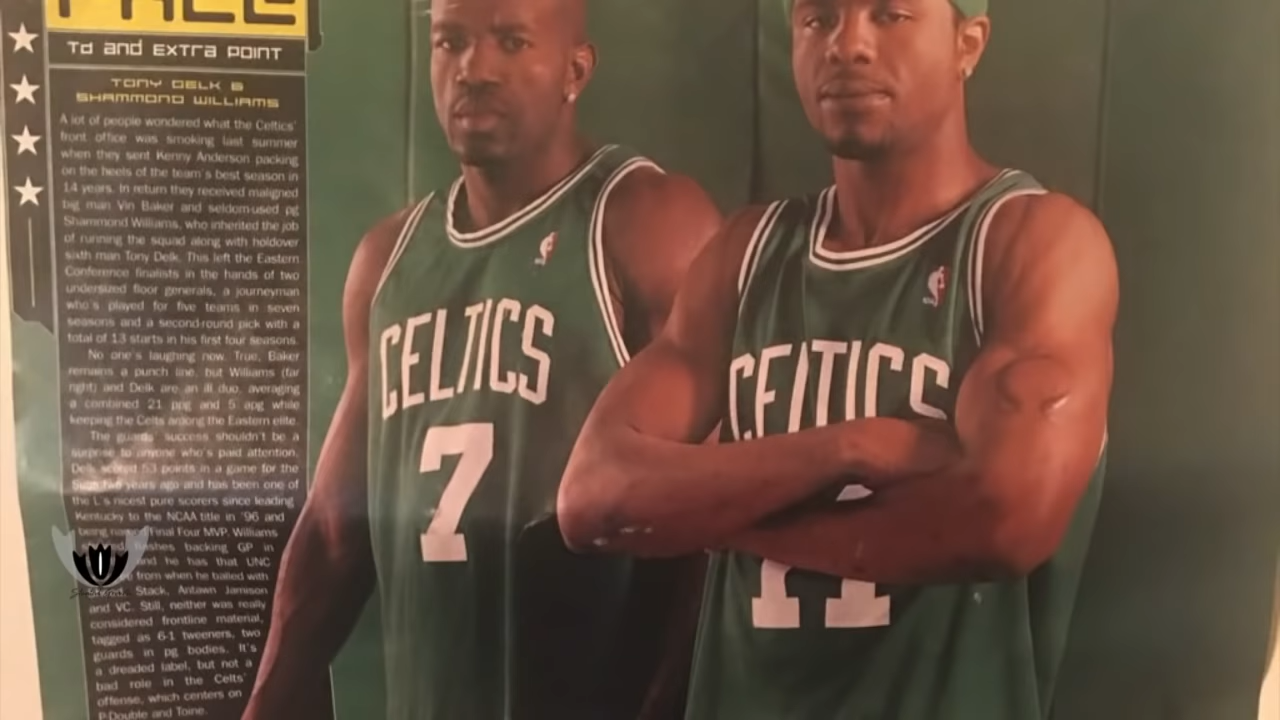 Td and Extra Point
TONY DELK &
SHAMMOND WILLIAMS
A lot of people wondered what the Celtics'
front office was smoking last summer
when they sent Kenny Anderson packing
on the heels of the team's best season in
14 years. In return they received maligned
big man Vin Baker and seldom-used pg
Shammond Williams, who inherited the job
of running the squad along with holdover
sixth man Tony Delk. This left the Eastern
Conference finalists in the hands of two
undersized floor generals, a journeyman
who's played for five teams in seven
seasons and a second-round pick with a
total of 13 starts in his first four seasons.
No one's laughing now. True, Baker
remains a punch line, but Williams (far
right) and Delk are an ill duo, averaging
a combined 21 ppg and 5 apg while
keeping the Celts among the Eastern elite.
The guards' success shouldn't be a
surprise to anyone who's paid attention.
Delk scored 53 points in a game for the
Suns two years ago and has been one of
the L's nicest pure scorers since leading
Kentucky to the NCAA title in '96 and
being named Final Four MVP. Williams
flashes backing GP in
and he has that UNC
from when he balled with
Stack, Antawn Jamison
and VC. Still, neither was really
considered frontline material,
tagged as 6-1 tweeners, two
guards in pg bodies. It's
a dreaded label, but not a
bad role in the Celts'
offense, which centers on
P-Double and Toine.
CELTICS
7
CELTICS